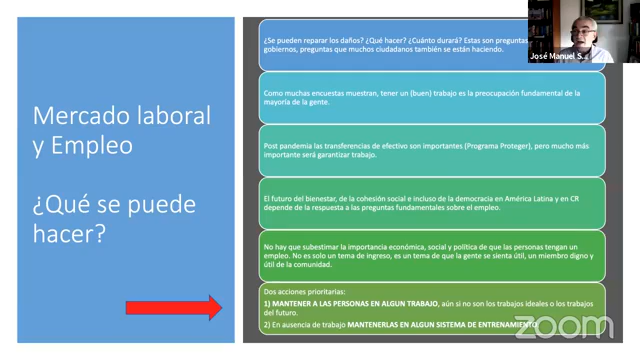 Mercado laboral
y Empleo
¿Qué se puede
hacer?
¿Se pueden reparar los daños? ¿Qué hacer? ¿Cuánto durará? Estas son preguntas
gobiernos, preguntas que muchos ciudadanos también se están haciendo.
Como muchas encuestas muestran, tener un (buen) trabajo es la preocupación fundamental de la
mayoría de la gente.
Post pandemia las transferencias de efectivo son importantes (Programa Proteger), pero mucho más
importante será garantizar trabajo.
El futuro del bienestar, de la cohesión social e incluso de la democracia en América Latina y en CR
depende de la respuesta a las preguntas fundamentales sobre el empleo.
No hay que subestimar la importancia económica, social y política de que las personas tengan un
empleo. No es solo un tema de ingreso, es un tema de que la gente se sienta útil, un miembro digno y
útil de la comunidad.
Dos acciones prioritarias:
1) MANTENER A LAS PERSONAS EN ALGUN TRABAJO, aún si no son los trabajos ideales o los trabajos
del futuro.
2) En ausencia de trabajo MANTENERLAS EN ALGUN SISTEMA DE ENTRENAMIENTO
José Manuel S...
zoom